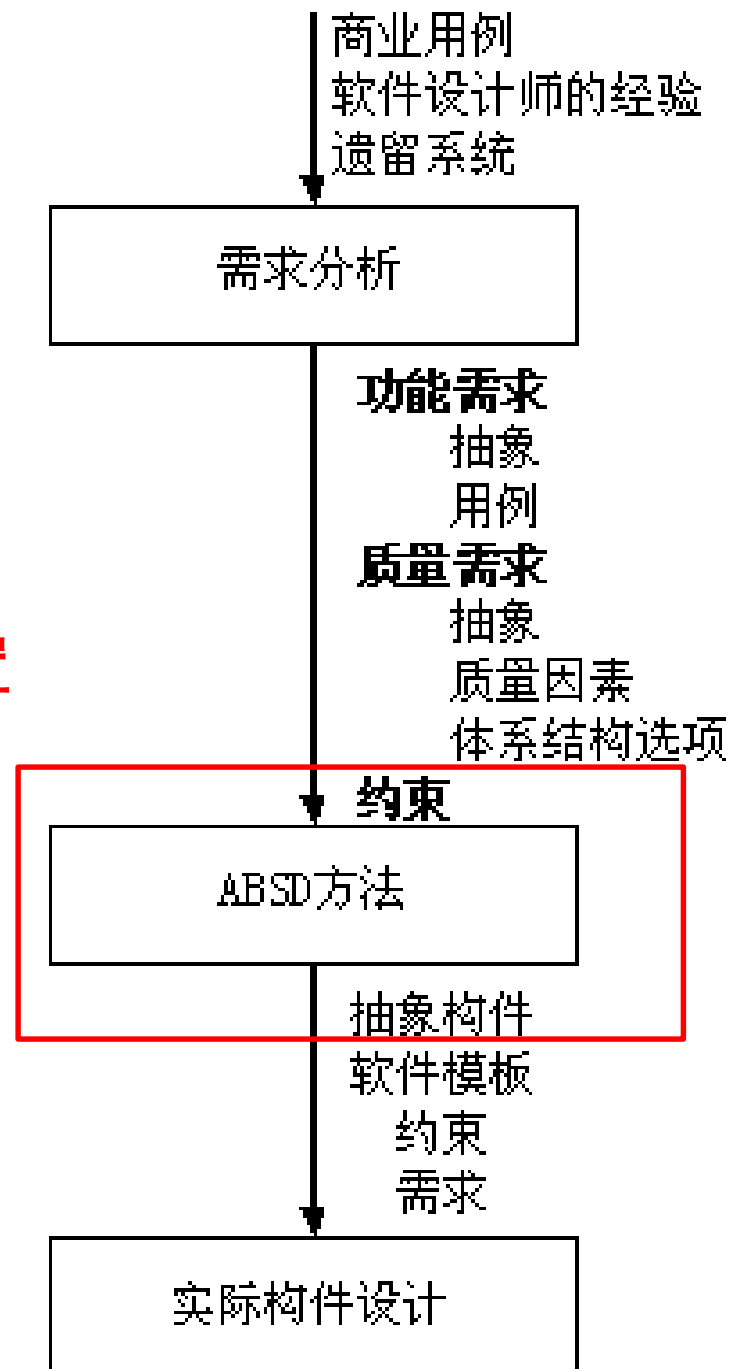 商业用例
软件设计师的经验
遗留系统
需求分析
功能需求
抽象
用例
质量需求
抽象
质量因素
体系结构选项
约束
ABSD方法
抽象构件
软件模板
约束
需求
实际构件设计